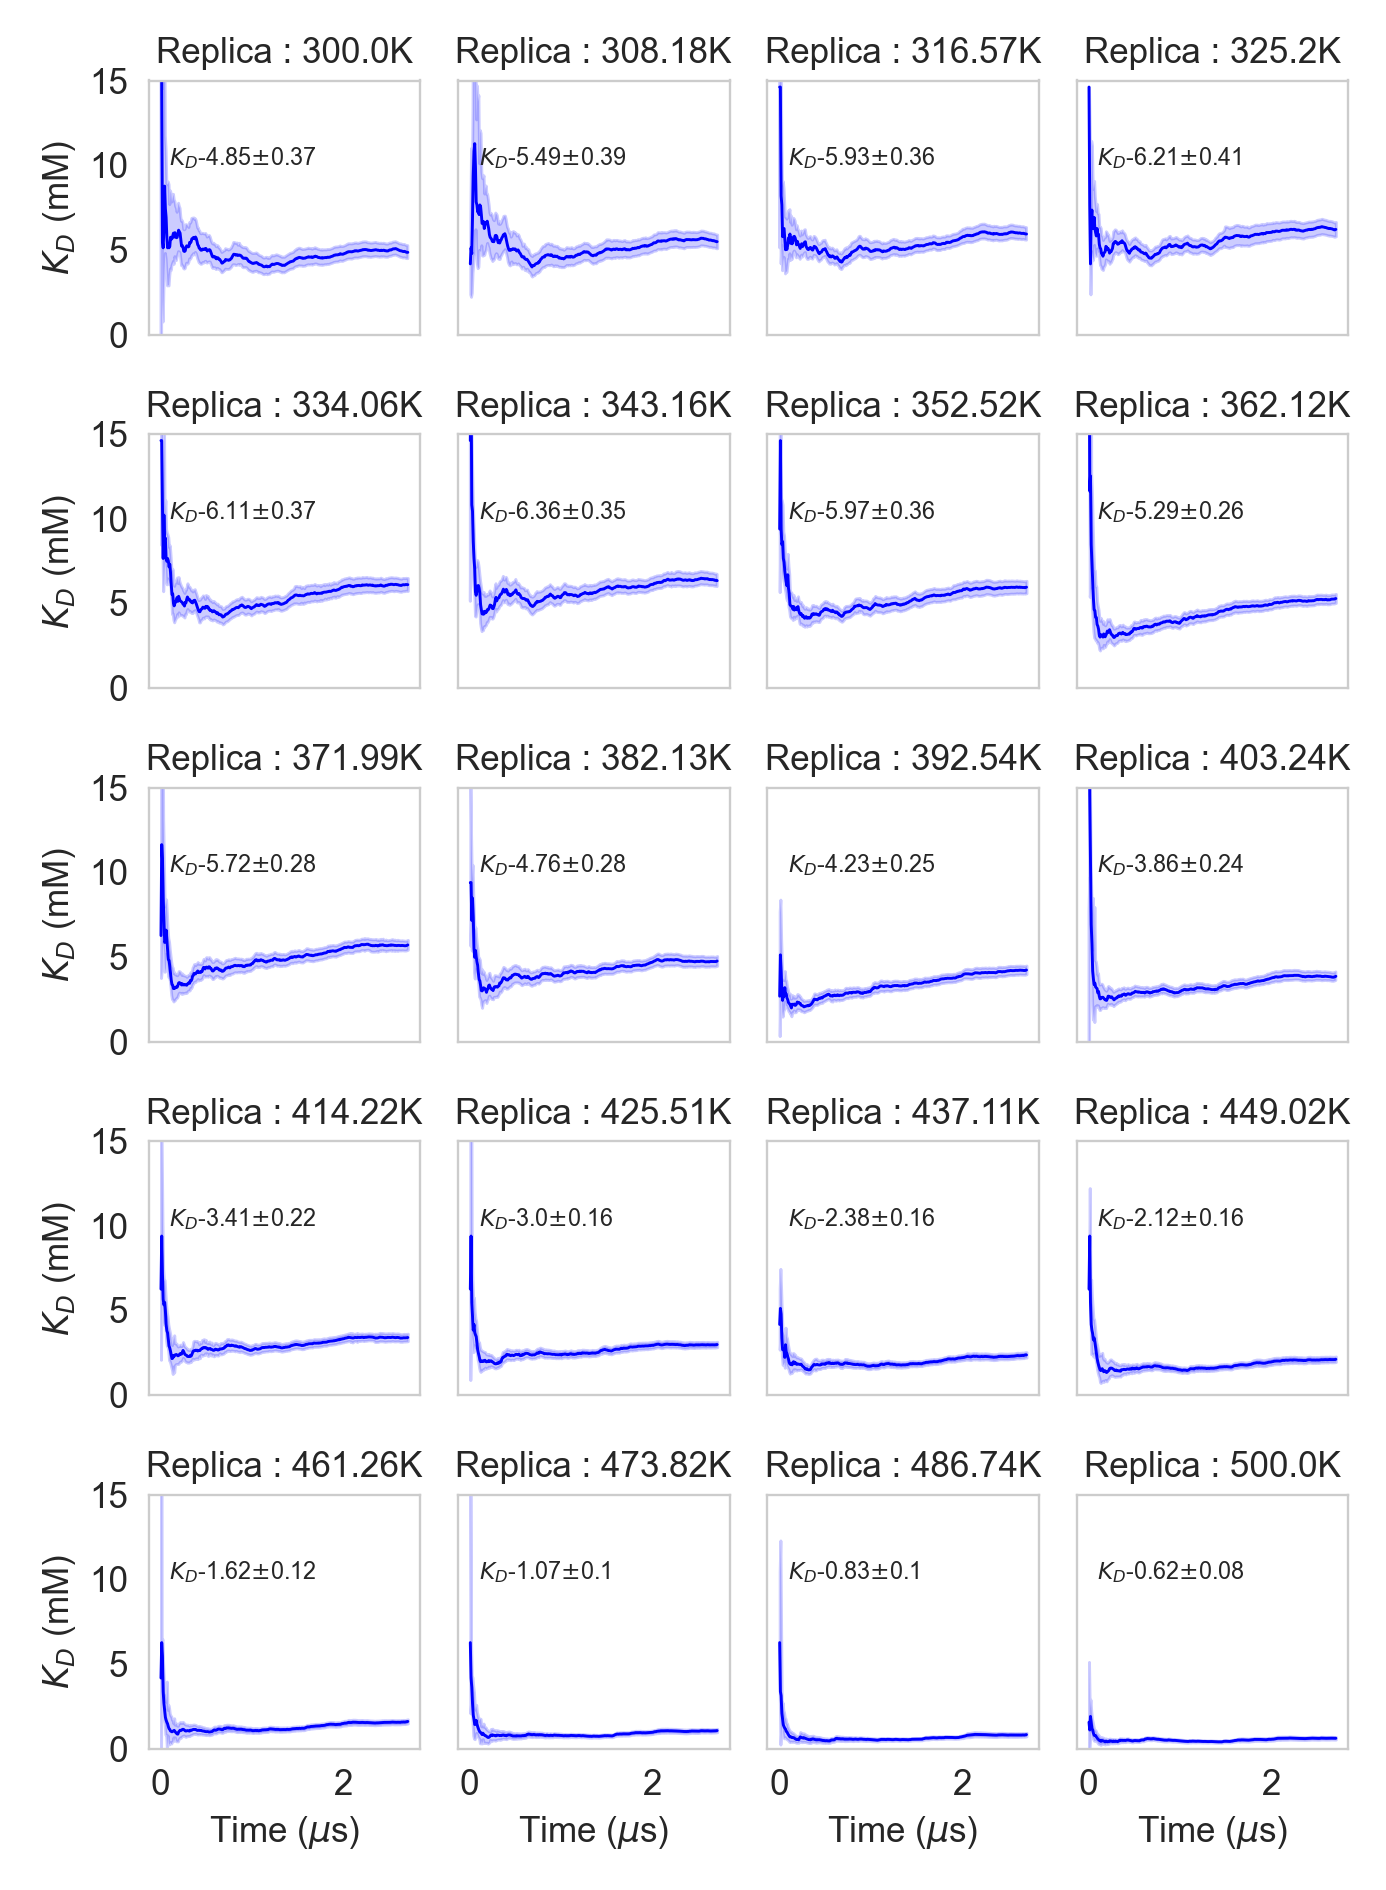 Replica : 300.0K Replica : 308.18K Replica : 316.57K Replica : 325.2K
15
K_D-4.85±0.37 K_D-5.49±0.39 K_D-5.93±0.36 K_D-6.21±0.41
10
K_D (mM)
5
0
Replica : 334.06K Replica : 343.16K Replica : 352.52K Replica : 362.12K
15
K_D-6.11±0.37 K_D-6.36±0.35 K_D-5.97±0.36 K_D-5.29±0.26
10
K_D (mM)
5
0
Replica : 371.99K Replica : 382.13K Replica : 392.54K Replica : 403.24K
15
K_D-5.72±0.28 K_D-4.76±0.28 K_D-4.23±0.25 K_D-3.86±0.24
10
K_D (mM)
5
0
Replica : 414.22K Replica : 425.51K Replica : 437.11K Replica : 449.02K
15
K_D-3.41±0.22 K_D-3.0±0.16 K_D-2.38±0.16 K_D-2.12±0.16
10
K_D (mM)
5
0
Replica : 461.26K Replica : 473.82K Replica : 486.74K Replica : 500.0K
15
K_D-1.62±0.12 K_D-1.07±0.1 K_D-0.83±0.1 K_D-0.62±0.08
10
K_D (mM)
5
0
0 2 0 2 0 2 0 2
Time (μs) Time (μs) Time (μs) Time (μs)